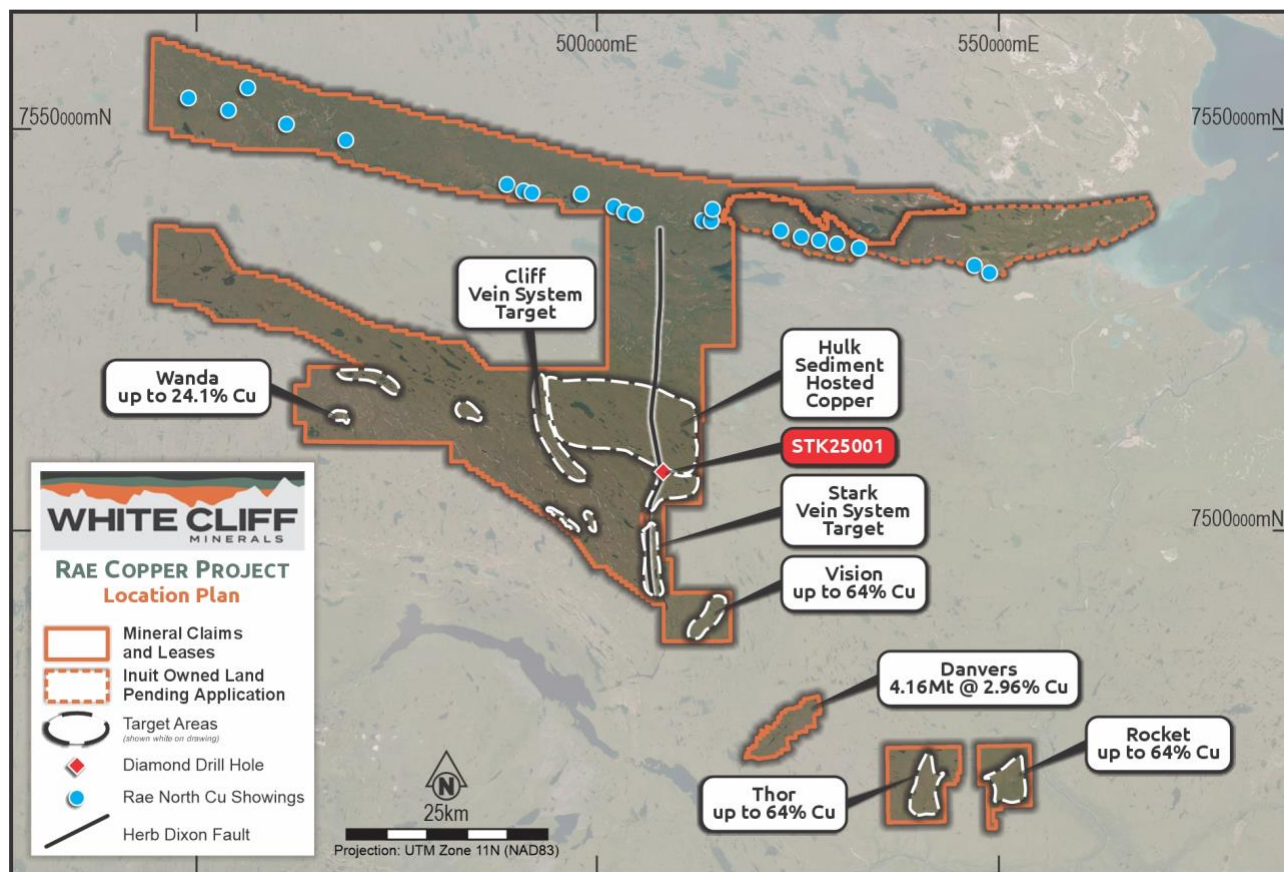 500000mE
550000mE
7550000mN
7550000mN
Cliff
Vein System
Target
Wanda
up to 24.1% Cu
Hulk
Sediment
Hosted
Copper
STK25001
Stark
Vein System
Target
7500000mN
Vision
up to 64% Cu
Danvers
4.16Mt @ 2.96% Cu
Rocket
up to 64% Cu
Thor
up to 64% Cu
WHITE CLIFF
MINERALS
RAE COPPER PROJECT
Location Plan
Mineral Claims
and Leases
Inuit Owned Land
Pending Application
Target Areas
(shown white on drawing)
Diamond Drill Hole
Rae North Cu Showings
Herb Dixon Fault
N
25km
Projection: UTM Zone 11N (NAD83)